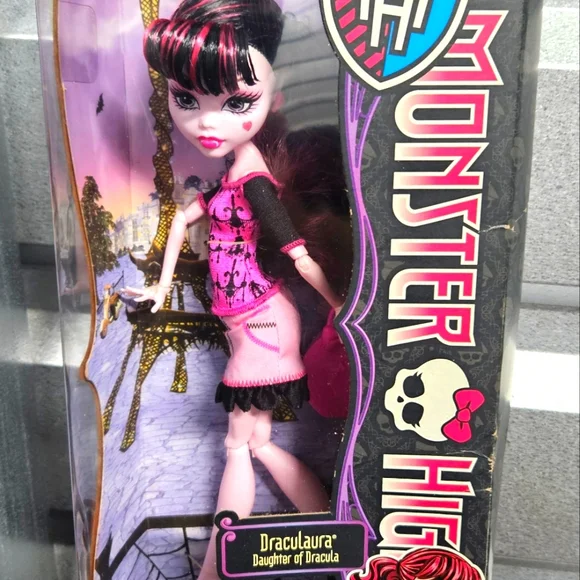 H
MONSTER HIGH
Draculaura®
Daughter of Dracula